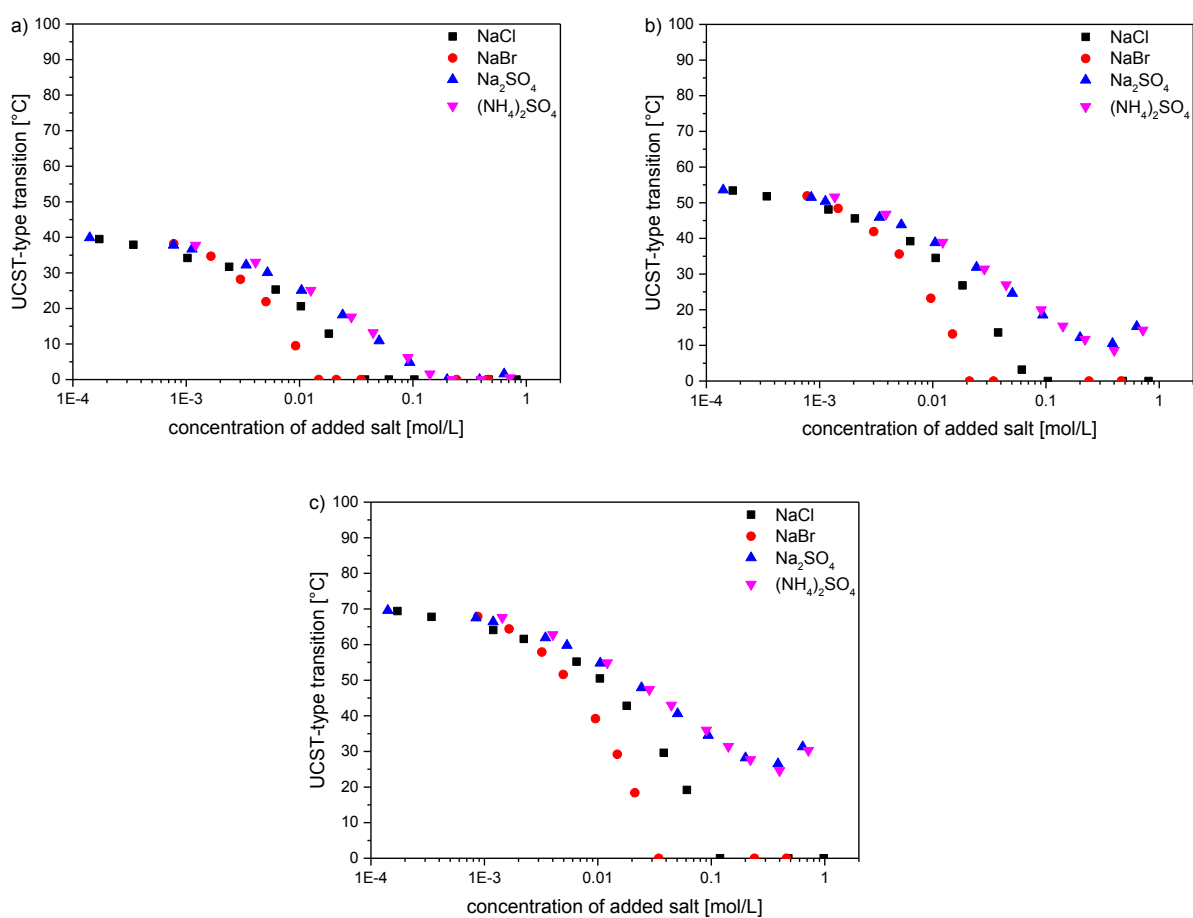 a)
100
90
80
70
60
50
40
30
20
10
0
UCST-type transition [°C]
NaCl
NaBr
Na₂SO₄
(NH₄)₂SO₄
1E-4
1E-3
0.01
0.1
1
concentration of added salt [mol/L]
b)
100
90
80
70
60
50
40
30
20
10
0
UCST-type transition [°C]
NaCl
NaBr
Na₂SO₄
(NH₄)₂SO₄
1E-4
1E-3
0.01
0.1
1
concentration of added salt [mol/L]
c)
100
90
80
70
60
50
40
30
20
10
0
UCST-type transition [°C]
NaCl
NaBr
Na₂SO₄
(NH₄)₂SO₄
1E-4
1E-3
0.01
0.1
1
concentration of added salt [mol/L]